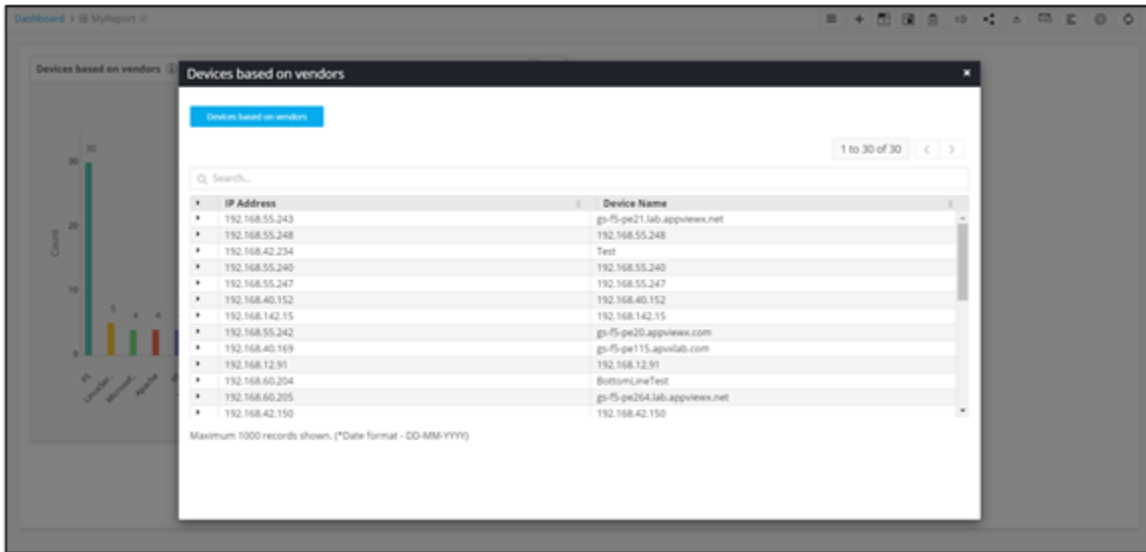 Dashboard > MyReport
Devices based on vendors
Devices based on vendors
Devices based on vendors
1 to 30 of 30
Search...
IP Address Device Name
192.168.55.243 gs-f5-pe21.lab.appviewx.net
192.168.55.248 192.168.55.248
192.168.42.234 Test
192.168.55.240 192.168.55.240
192.168.55.247 192.168.55.247
192.168.40.152 192.168.40.152
192.168.142.15 192.168.142.15
192.168.55.242 gs-f5-pe20.appviewx.com
192.168.40.169 gs-f5-pe115.apvxlab.com
192.168.12.91 192.168.12.91
192.168.60.204 BottomLineTest
192.168.60.205 gs-f5-pe264.lab.appviewx.net
192.168.42.150 192.168.42.150
Maximum 1000 records shown. (*Date format - DD-MM-YYYY)
30
30
20
Count
10
5 4 4
0
F5
LinuxSer..
Microsof..
Apache